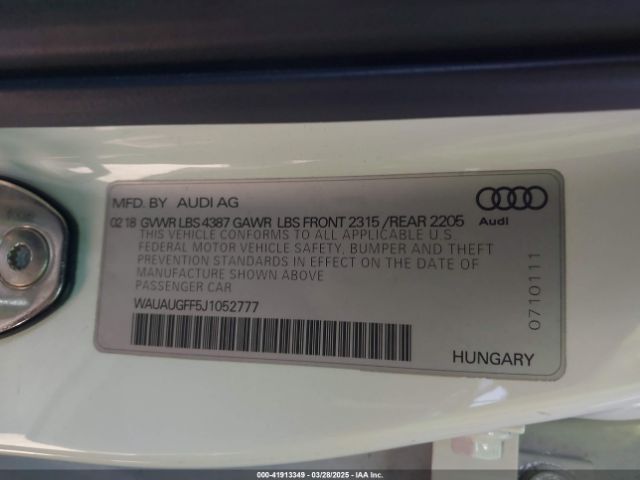 MFD. BY AUDI AG
02 18 GVWR LBS 4387 GAWR LBS FRONT 2315 /REAR 2205
Audi
THIS VEHICLE CONFORMS TO ALL APPLICABLE U.S
FEDERAL MOTOR VEHICLE SAFETY, BUMPER AND THEFT
PREVENTION STANDARDS IN EFFECT ON THE DATE OF
MANUFACTURE SHOWN ABOVE
PASSENGER CAR
WAUAUGFF5J1052777
0710111
HUNGARY
00-41913349 | 03/28/2025 - IAAI, Inc.